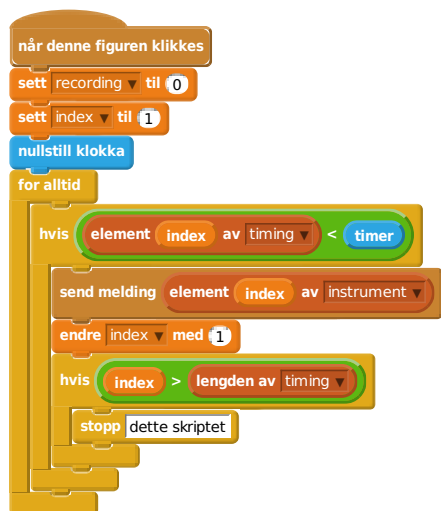 når denne figuren klikkes
sett recording til 0
sett index til 1
nullstill klokka
for alltid
hvis element index av timing < timer
send melding element index av instrument
endre index med 1
hvis index > lengden av timing
stopp dette skriptet